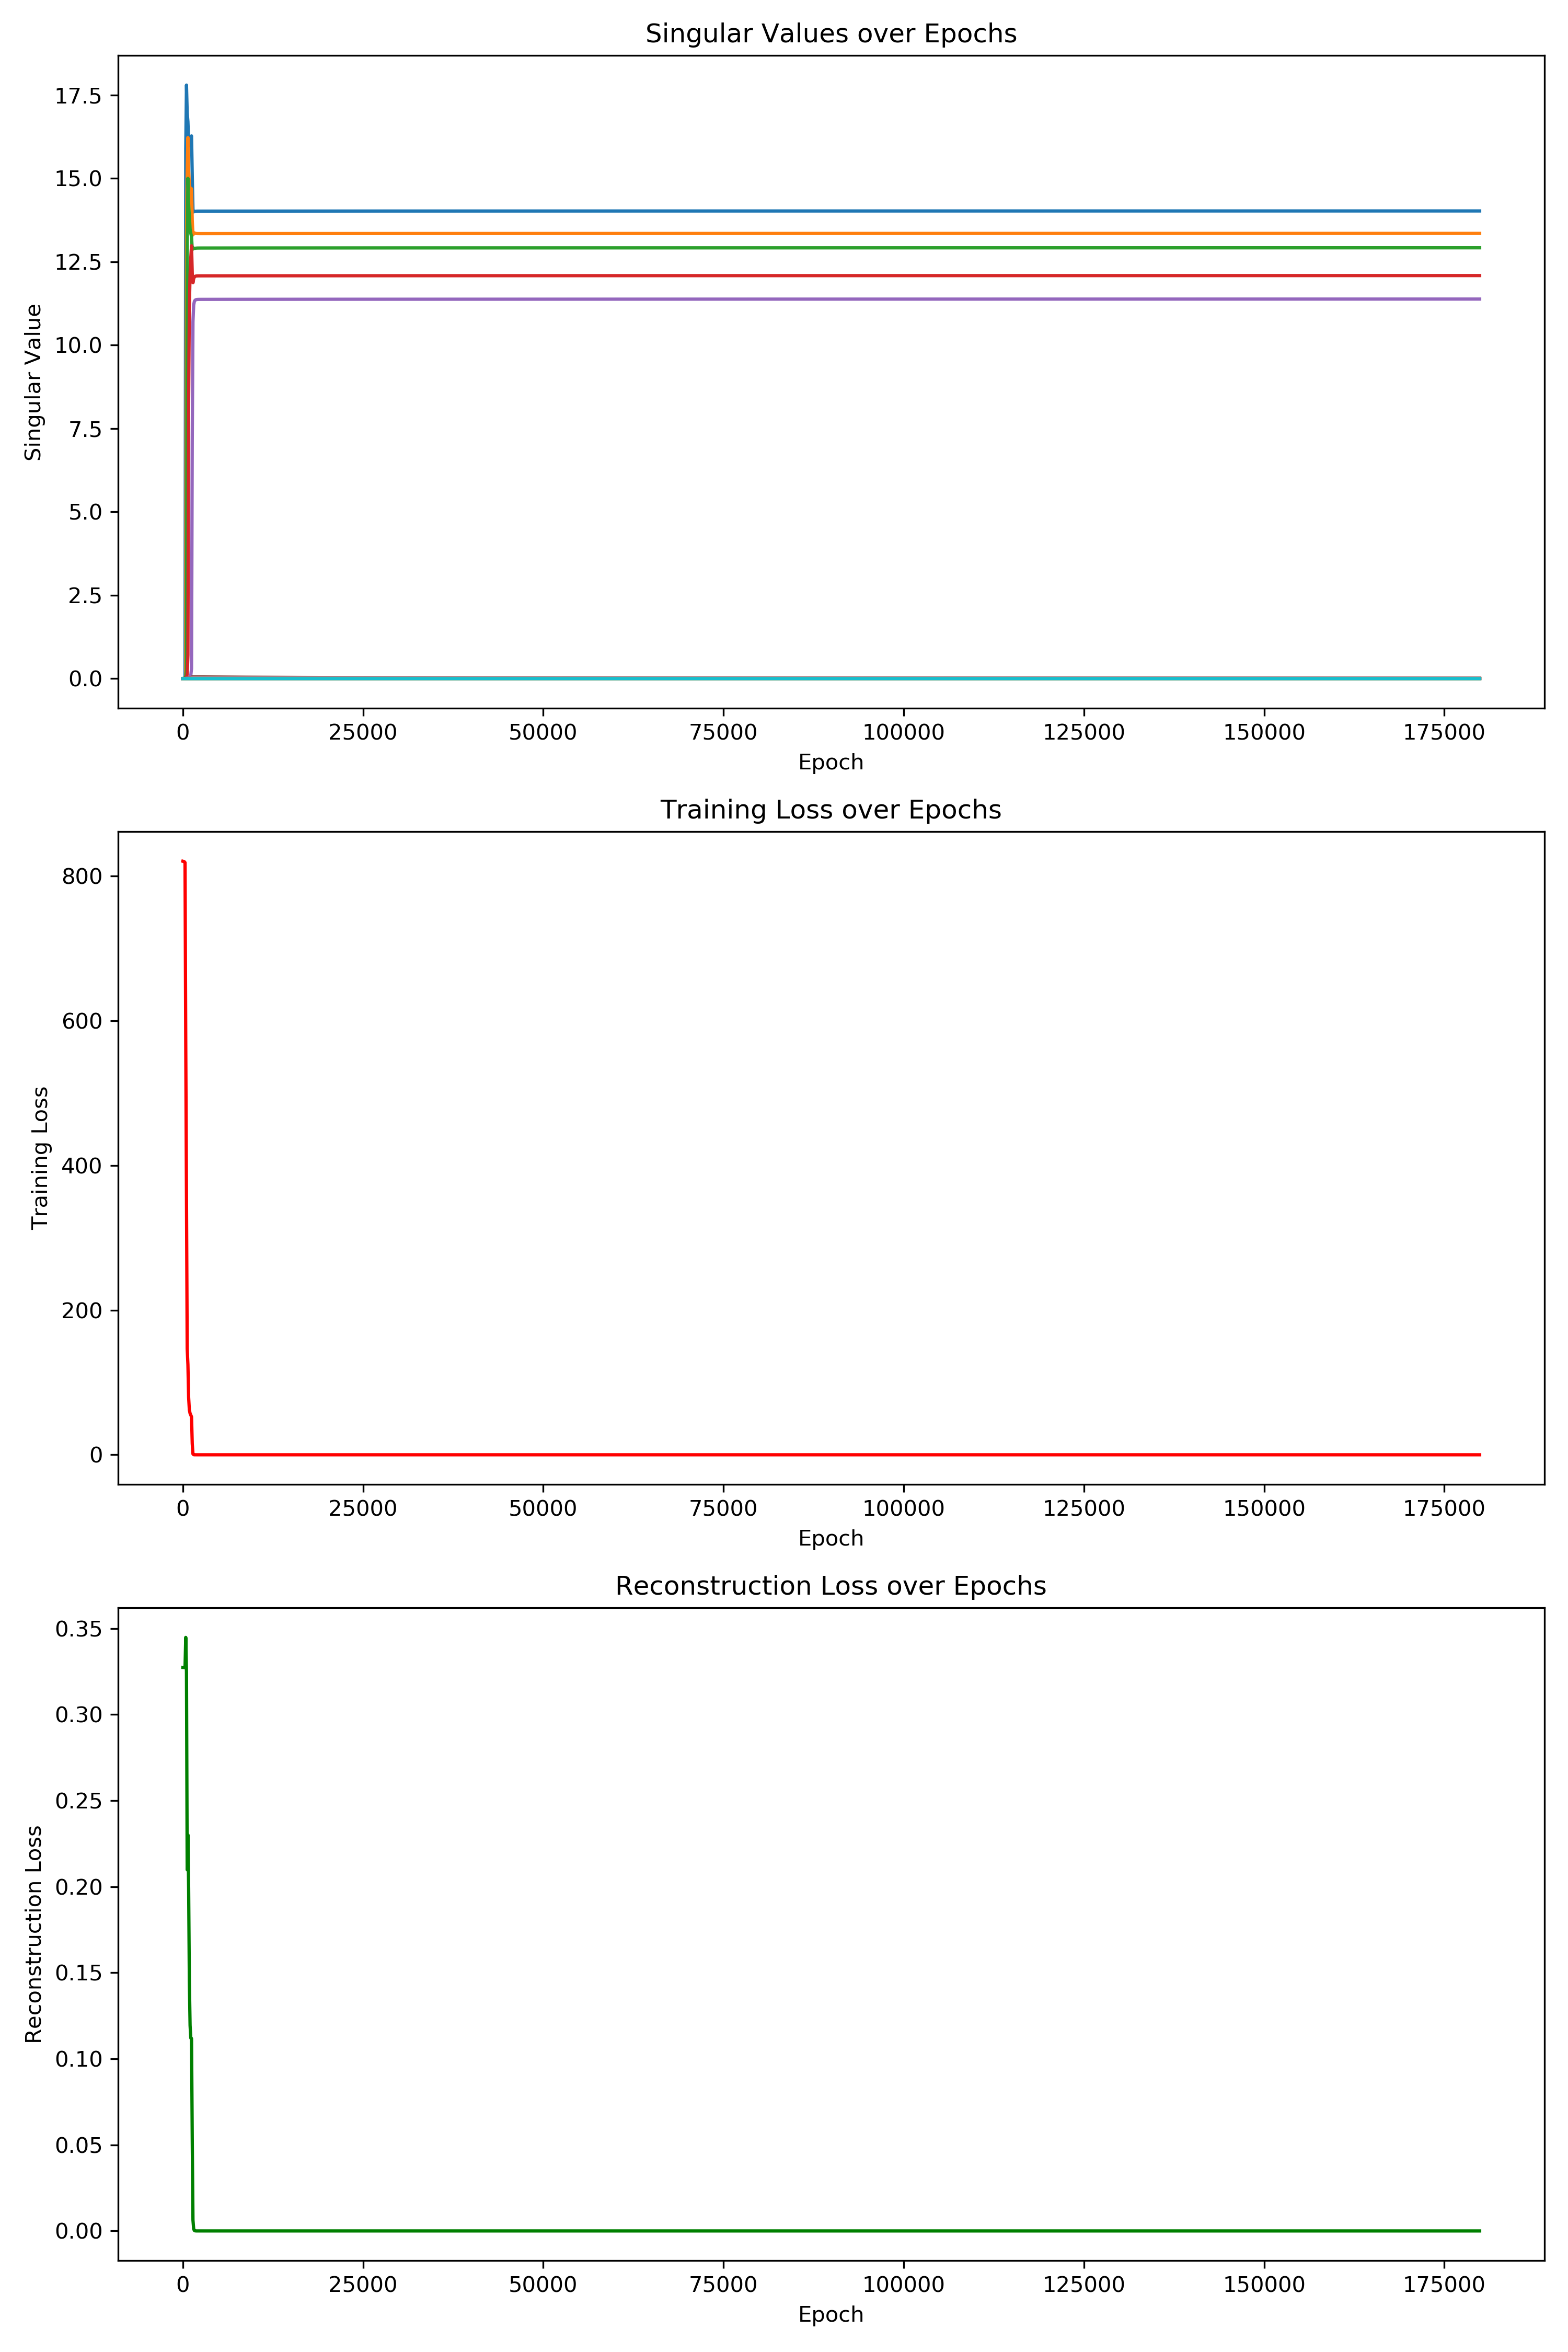 Singular Values over Epochs
17.5
15.0
12.5
10.0
7.5
5.0
2.5
0.0
Singular Value
0 25000 50000 75000 100000 125000 150000 175000
Epoch
Training Loss over Epochs
800
600
400
200
0
Training Loss
0 25000 50000 75000 100000 125000 150000 175000
Epoch
Reconstruction Loss over Epochs
0.35
0.30
0.25
0.20
0.15
0.10
0.05
0.00
Reconstruction Loss
0 25000 50000 75000 100000 125000 150000 175000
Epoch